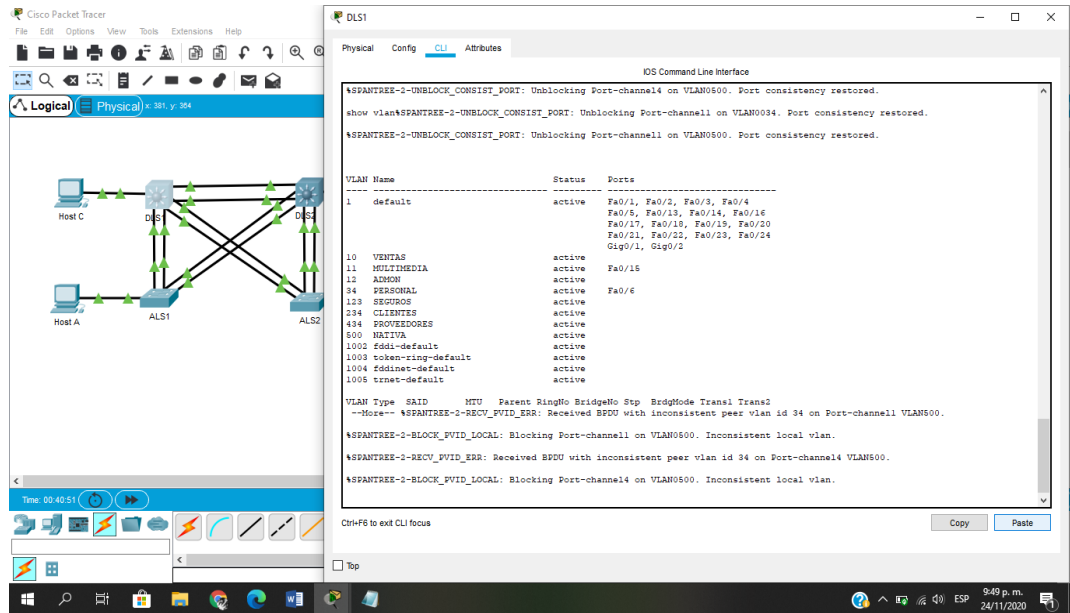 Cisco Packet Tracer
File Edit Options View Tools Extensions Help
Logical
Physical
x: 381, y: 364
Host C
DLS1
DLS2
Host A
ALS1
ALS2
Time: 00:40:51
DLS1
Physical Config CLI Attributes
IOS Command Line Interface
%SPANTREE-2-UNBLOCK_CONSIST_PORT: Unblocking Port-channel4 on VLAN0500. Port consistency restored.
show vlan%SPANTREE-2-UNBLOCK_CONSIST_PORT: Unblocking Port-channel1 on VLAN0034. Port consistency restored.
%SPANTREE-2-UNBLOCK_CONSIST_PORT: Unblocking Port-channel1 on VLAN0500. Port consistency restored.
VLAN Name Status Ports
---- -------------------------------- --------- -------------------------------
1 default active Fa0/1, Fa0/2, Fa0/3, Fa0/4
Fa0/5, Fa0/13, Fa0/14, Fa0/16
Fa0/17, Fa0/18, Fa0/19, Fa0/20
Fa0/21, Fa0/22, Fa0/23, Fa0/24
Gig0/1, Gig0/2
10 VENTAS active
11 MULTIMEDIA active Fa0/15
12 ADMON active
34 PERSONAL active Fa0/6
123 SEGUROS active
234 CLIENTES active
434 PROVEEDORES active
500 NATIVA active
1002 fddi-default active
1003 token-ring-default active
1004 fddinet-default active
1005 trnet-default active
VLAN Type SAID MTU Parent RingNo BridgeNo Stp BrdgMode Trans1 Trans2
--More-- %SPANTREE-2-RECV_PVID_ERR: Received BPDU with inconsistent peer vlan id 34 on Port-channel1 VLAN500.
%SPANTREE-2-BLOCK_PVID_LOCAL: Blocking Port-channel1 on VLAN0500. Inconsistent local vlan.
%SPANTREE-2-RECV_PVID_ERR: Received BPDU with inconsistent peer vlan id 34 on Port-channel4 VLAN500.
%SPANTREE-2-BLOCK_PVID_LOCAL: Blocking Port-channel4 on VLAN0500. Inconsistent local vlan.
Ctrl+F6 to exit CLI focus
Copy
Paste
Top
ESP
9:49 p. m.
24/11/2020